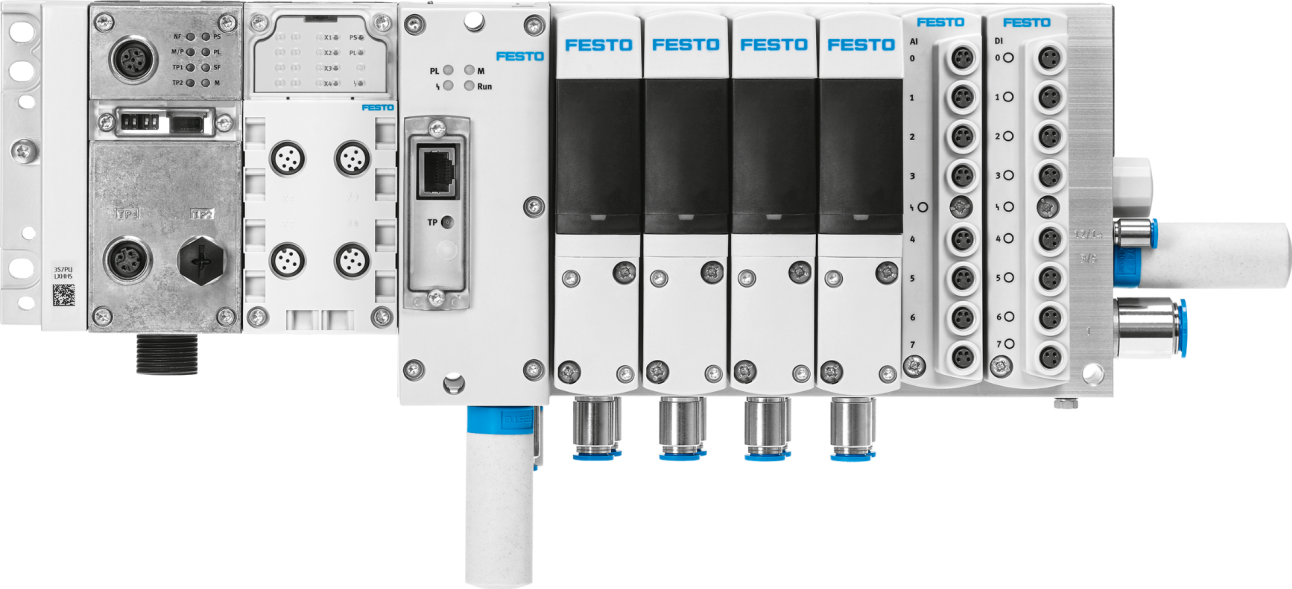 NF PS
M/P PL
TP1 SF
TP2 M
TP1 TP2
X1 PS
X2 PL
X3
X4
FESTO
FESTO
PL M
Run
TP
FESTO
FESTO
FESTO
FESTO
FESTO
AI
0
1
2
3
4
5
6
7
FESTO
DI
0
1
2
3
4
5
6
7